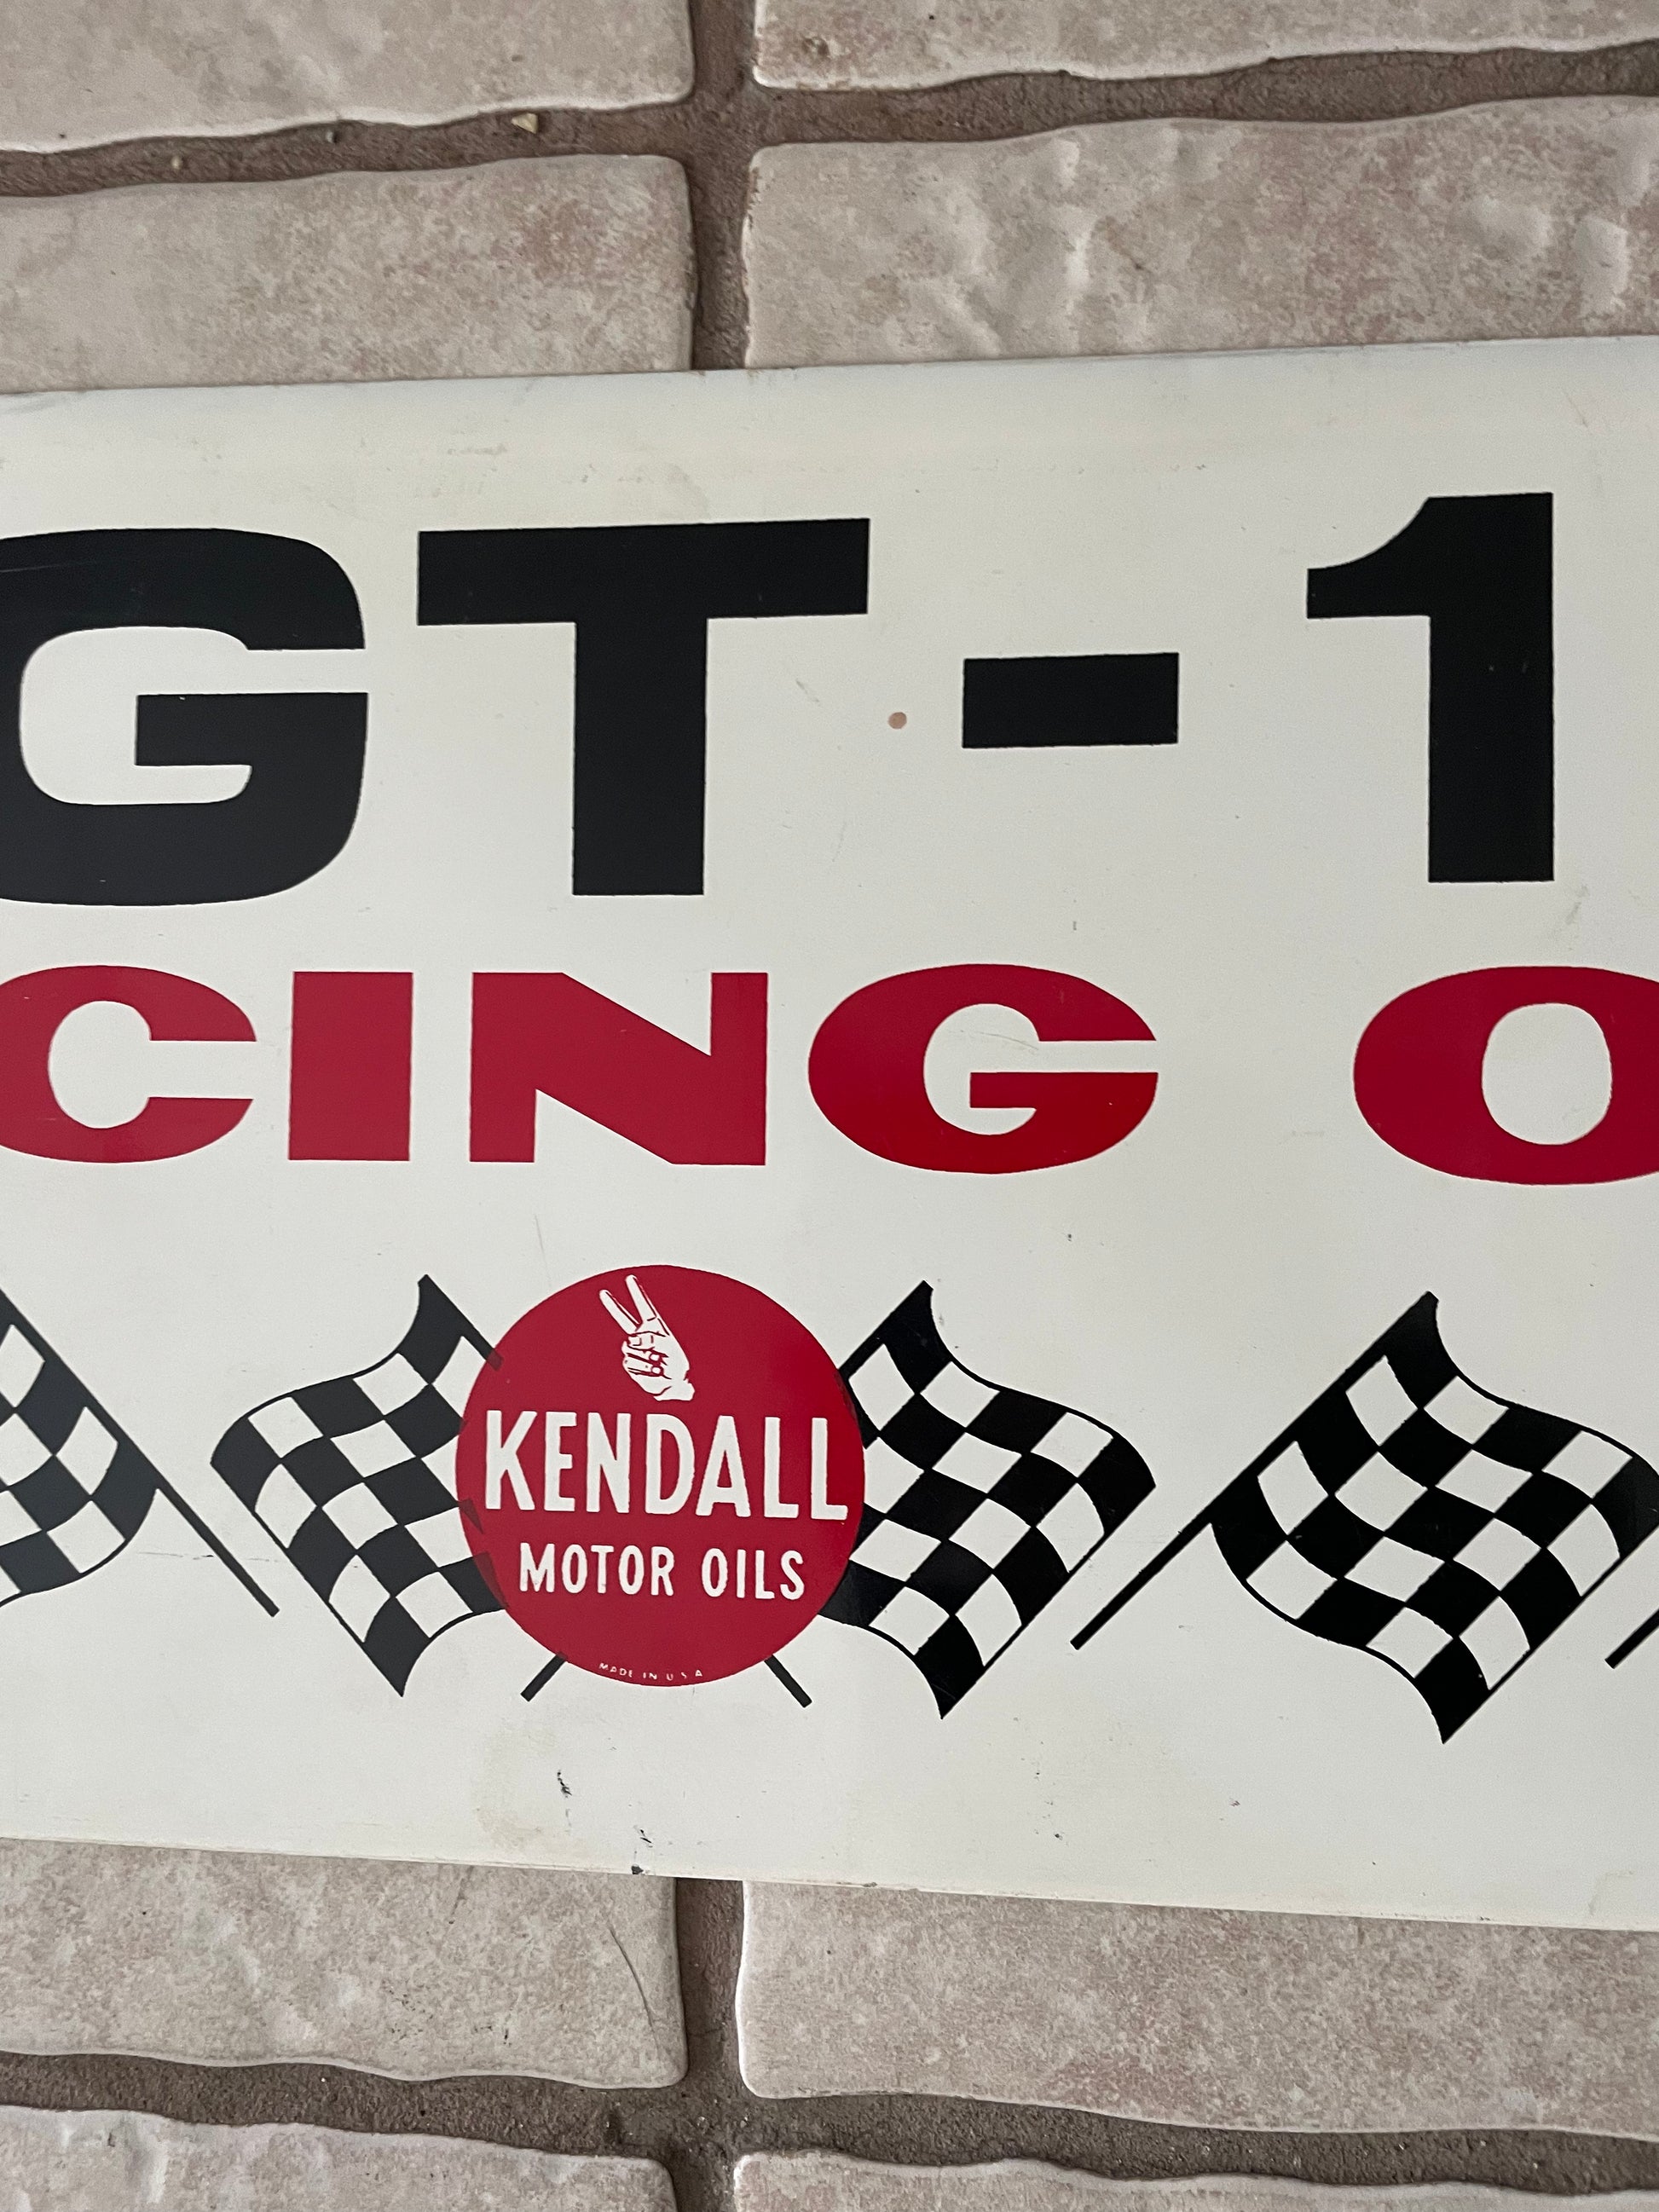 GT-1
CING O
KENDALL
MOTOR OILS
MADE IN U S A